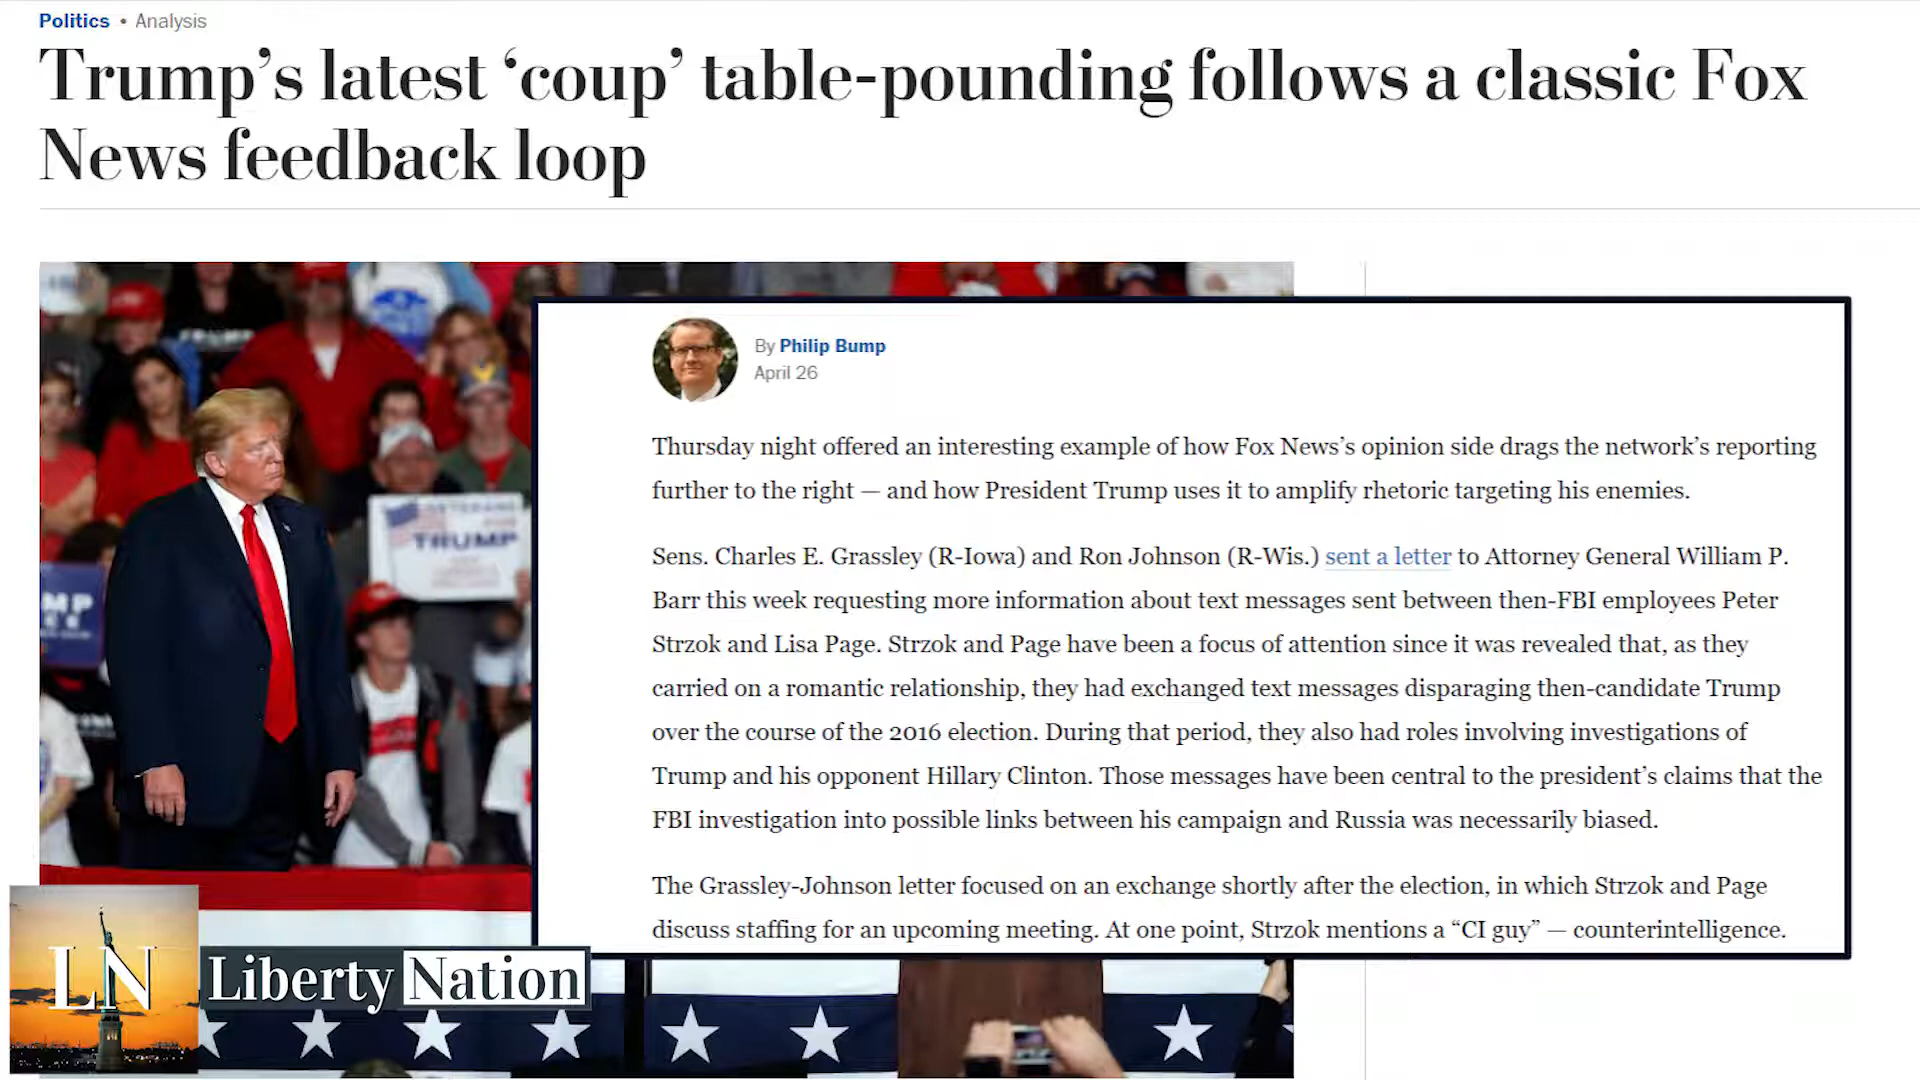 Politics • Analysis
Trump’s latest ‘coup’ table-pounding follows a classic Fox
News feedback loop
By Philip Bump
April 26
Thursday night offered an interesting example of how Fox News’s opinion side drags the network’s reporting
further to the right — and how President Trump uses it to amplify rhetoric targeting his enemies.
Sens. Charles E. Grassley (R-Iowa) and Ron Johnson (R-Wis.) sent a letter to Attorney General William P.
Barr this week requesting more information about text messages sent between then-FBI employees Peter
Strzok and Lisa Page. Strzok and Page have been a focus of attention since it was revealed that, as they
carried on a romantic relationship, they had exchanged text messages disparaging then-candidate Trump
over the course of the 2016 election. During that period, they also had roles involving investigations of
Trump and his opponent Hillary Clinton. Those messages have been central to the president’s claims that the
FBI investigation into possible links between his campaign and Russia was necessarily biased.
The Grassley-Johnson letter focused on an exchange shortly after the election, in which Strzok and Page
discuss staffing for an upcoming meeting. At one point, Strzok mentions a “CI guy” — counterintelligence.
TRUMP
TRUMP
MP
LN
Liberty Nation